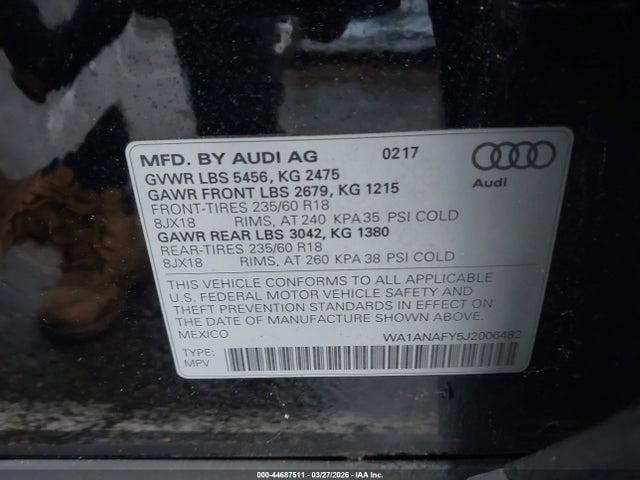 MFD. BY AUDI AG 0217
GVWR LBS 5456, KG 2475
GAWR FRONT LBS 2679, KG 1215
FRONT-TIRES 235/60 R18
8JX18 RIMS, AT 240 KPA 35 PSI COLD
GAWR REAR LBS 3042, KG 1380
REAR-TIRES 235/60 R18
8JX18 RIMS, AT 260 KPA 38 PSI COLD
Audi
THIS VEHICLE CONFORMS TO ALL APPLICABLE
U.S. FEDERAL MOTOR VEHICLE SAFETY AND
THEFT PREVENTION STANDARDS IN EFFECT ON
THE DATE OF MANUFACTURE SHOWN ABOVE.
MEXICO WA1ANAFY5J2006482
TYPE:
MPV
000-44687511 - 03/27/2026 - IAA Inc.